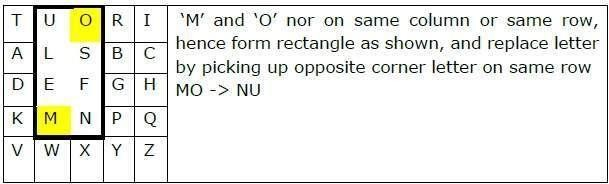 T U O R I
A L S B C
D E F G H
K M N P Q
V W X Y Z
‘M’ and ‘O’ nor on same column or same row,
hence form rectangle as shown, and replace letter
by picking up opposite corner letter on same row
MO -> NU